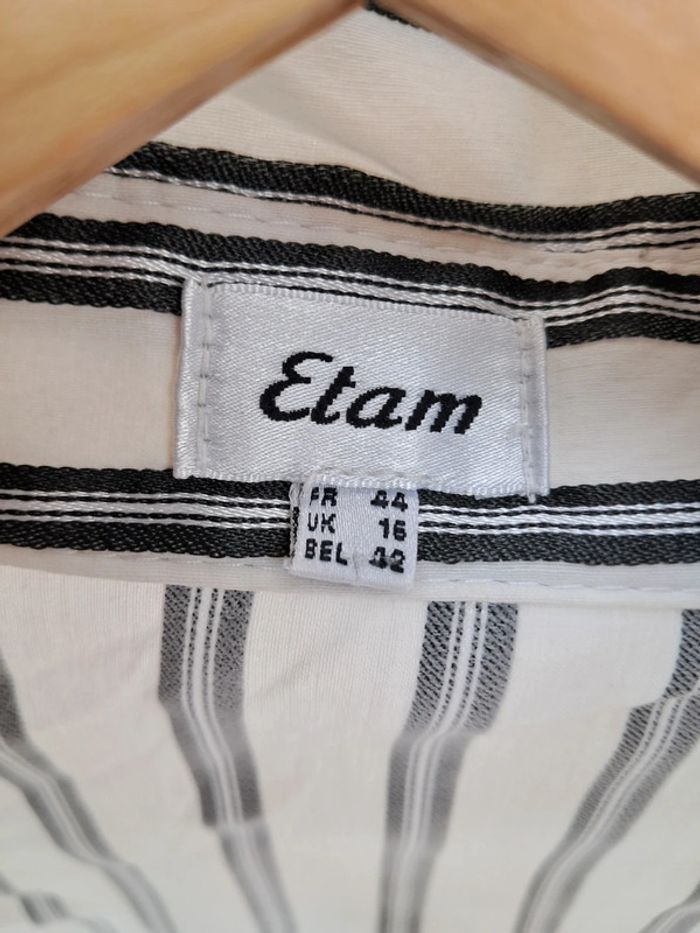 Etam
FR 44
UK 16
BEL 42